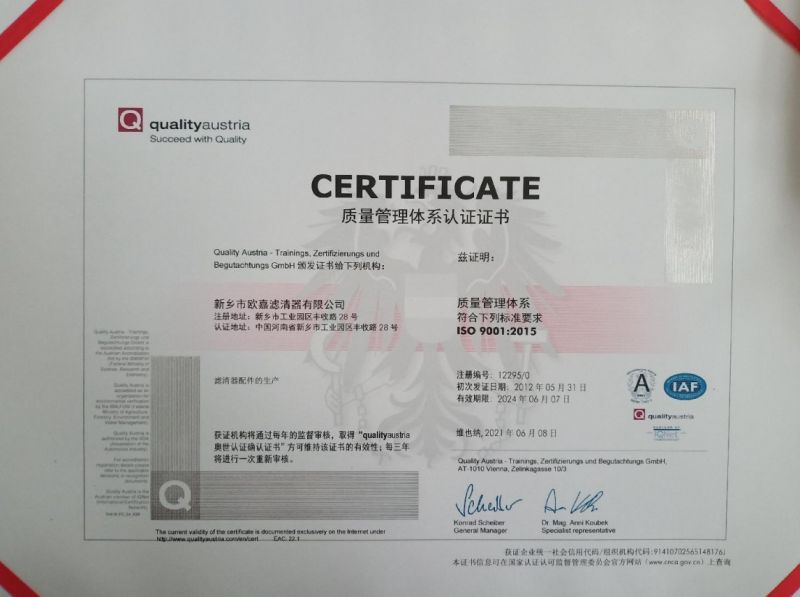 qualityaustria
Succeed with Quality
CERTIFICATE
质量管理体系认证证书
Quality Austria - Trainings, Zertifizierungs und
Begutachtungs GmbH 颁发证书给下列机构：
兹证明：
新乡市欧嘉滤清器有限公司
注册地址：新乡市工业园区丰收路 28 号
认证地址：中国河南省新乡市工业园区丰收路 28 号
质量管理体系
符合下列标准要求
ISO 9001:2015
滤清器配件的生产
注册编号：12295/0
初次发证日期：2012 年 05 月 31 日
有效期限：2024 年 06 月 07 日
IAF
qualityaustria
获证机构将通过每年的监督审核，取得“qualityaustria
奥世认证确认证书”方可维持该证书的有效性；每三年
将进行一次重新审核。
维也纳，2021 年 06 月 08 日
Quality Austria - Trainings, Zertifizierungs und Begutachtungs GmbH,
AT-1010 Vienna, Zelinkagasse 10/3
Konrad Scheiber
General Manager
Dr. Mag. Anni Koubek
Specialist representative
The current validity of the certificate is documented exclusively on the Internet under
http://www.qualityaustria.com/en/cert EAC: 22.1
获证企业统一社会信用代码/组织机构代码：91410702565148176J
本证书信息可在国家认证认可监督管理委员会官方网站（www.cnca.gov.cn）上查询